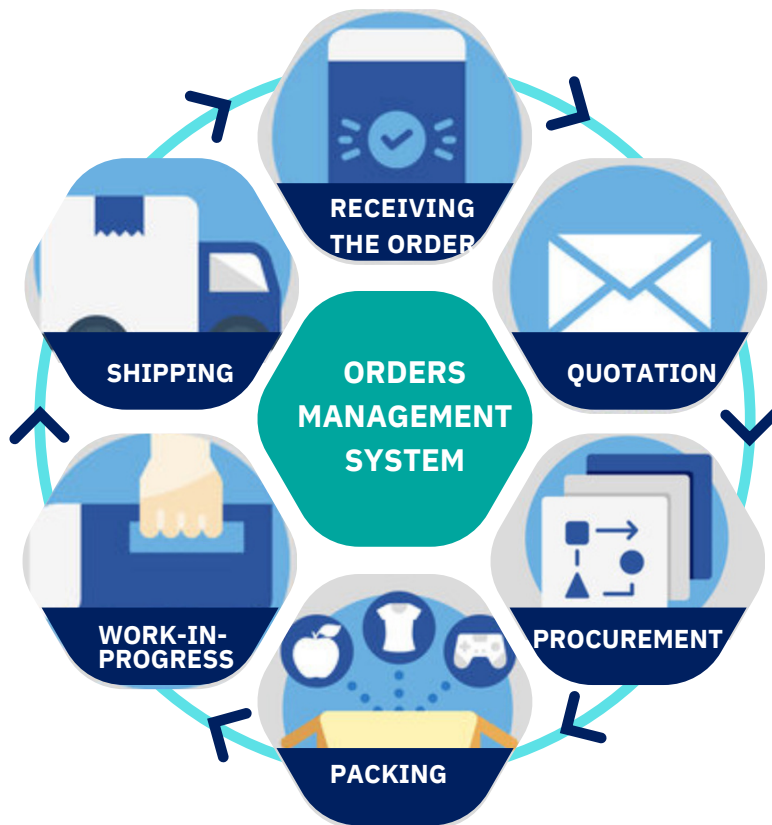 RECEIVING
THE ORDER
QUOTATION
PROCUREMENT
PACKING
WORK-IN-
PROGRESS
SHIPPING
ORDERS
MANAGEMENT
SYSTEM